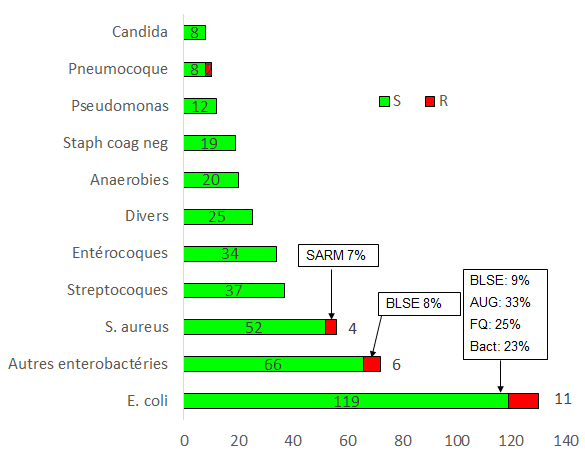 Candida 8
Pneumocoque 8
Pseudomonas 12
S R
Staph coag neg 19
Anaerobies 20
Divers 25
Entérocoques 34
SARM 7%
BLSE: 9%
AUG: 33%
FQ: 25%
Bact: 23%
Streptocoques 37
BLSE 8%
S. aureus 52 4
Autres enterobactéries 66 6
E. coli 119 11
0 20 40 60 80 100 120 140